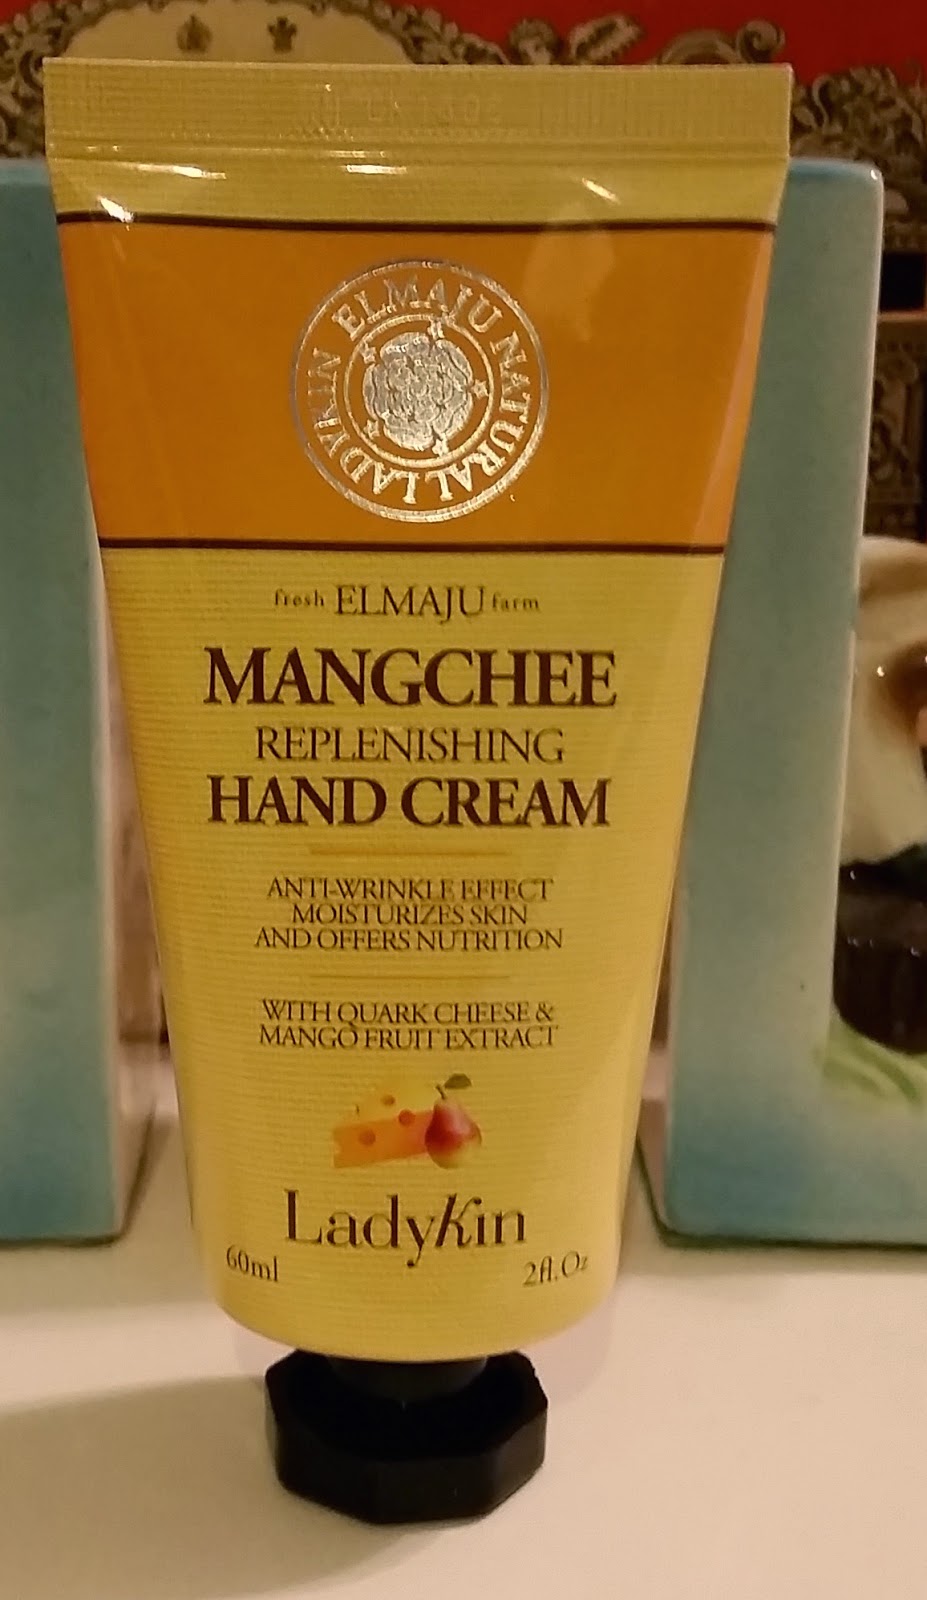 ELMAJU NATURAL LADYKIN
fresh ELMAJU farm
MANGCHEE
REPLENISHING
HAND CREAM
ANTI-WRINKLE EFFECT
MOISTURIZES SKIN
AND OFFERS NUTRITION
WITH QUARK CHEESE &
MANGO FRUIT EXTRACT
LadyKin
60ml 2fl.Oz